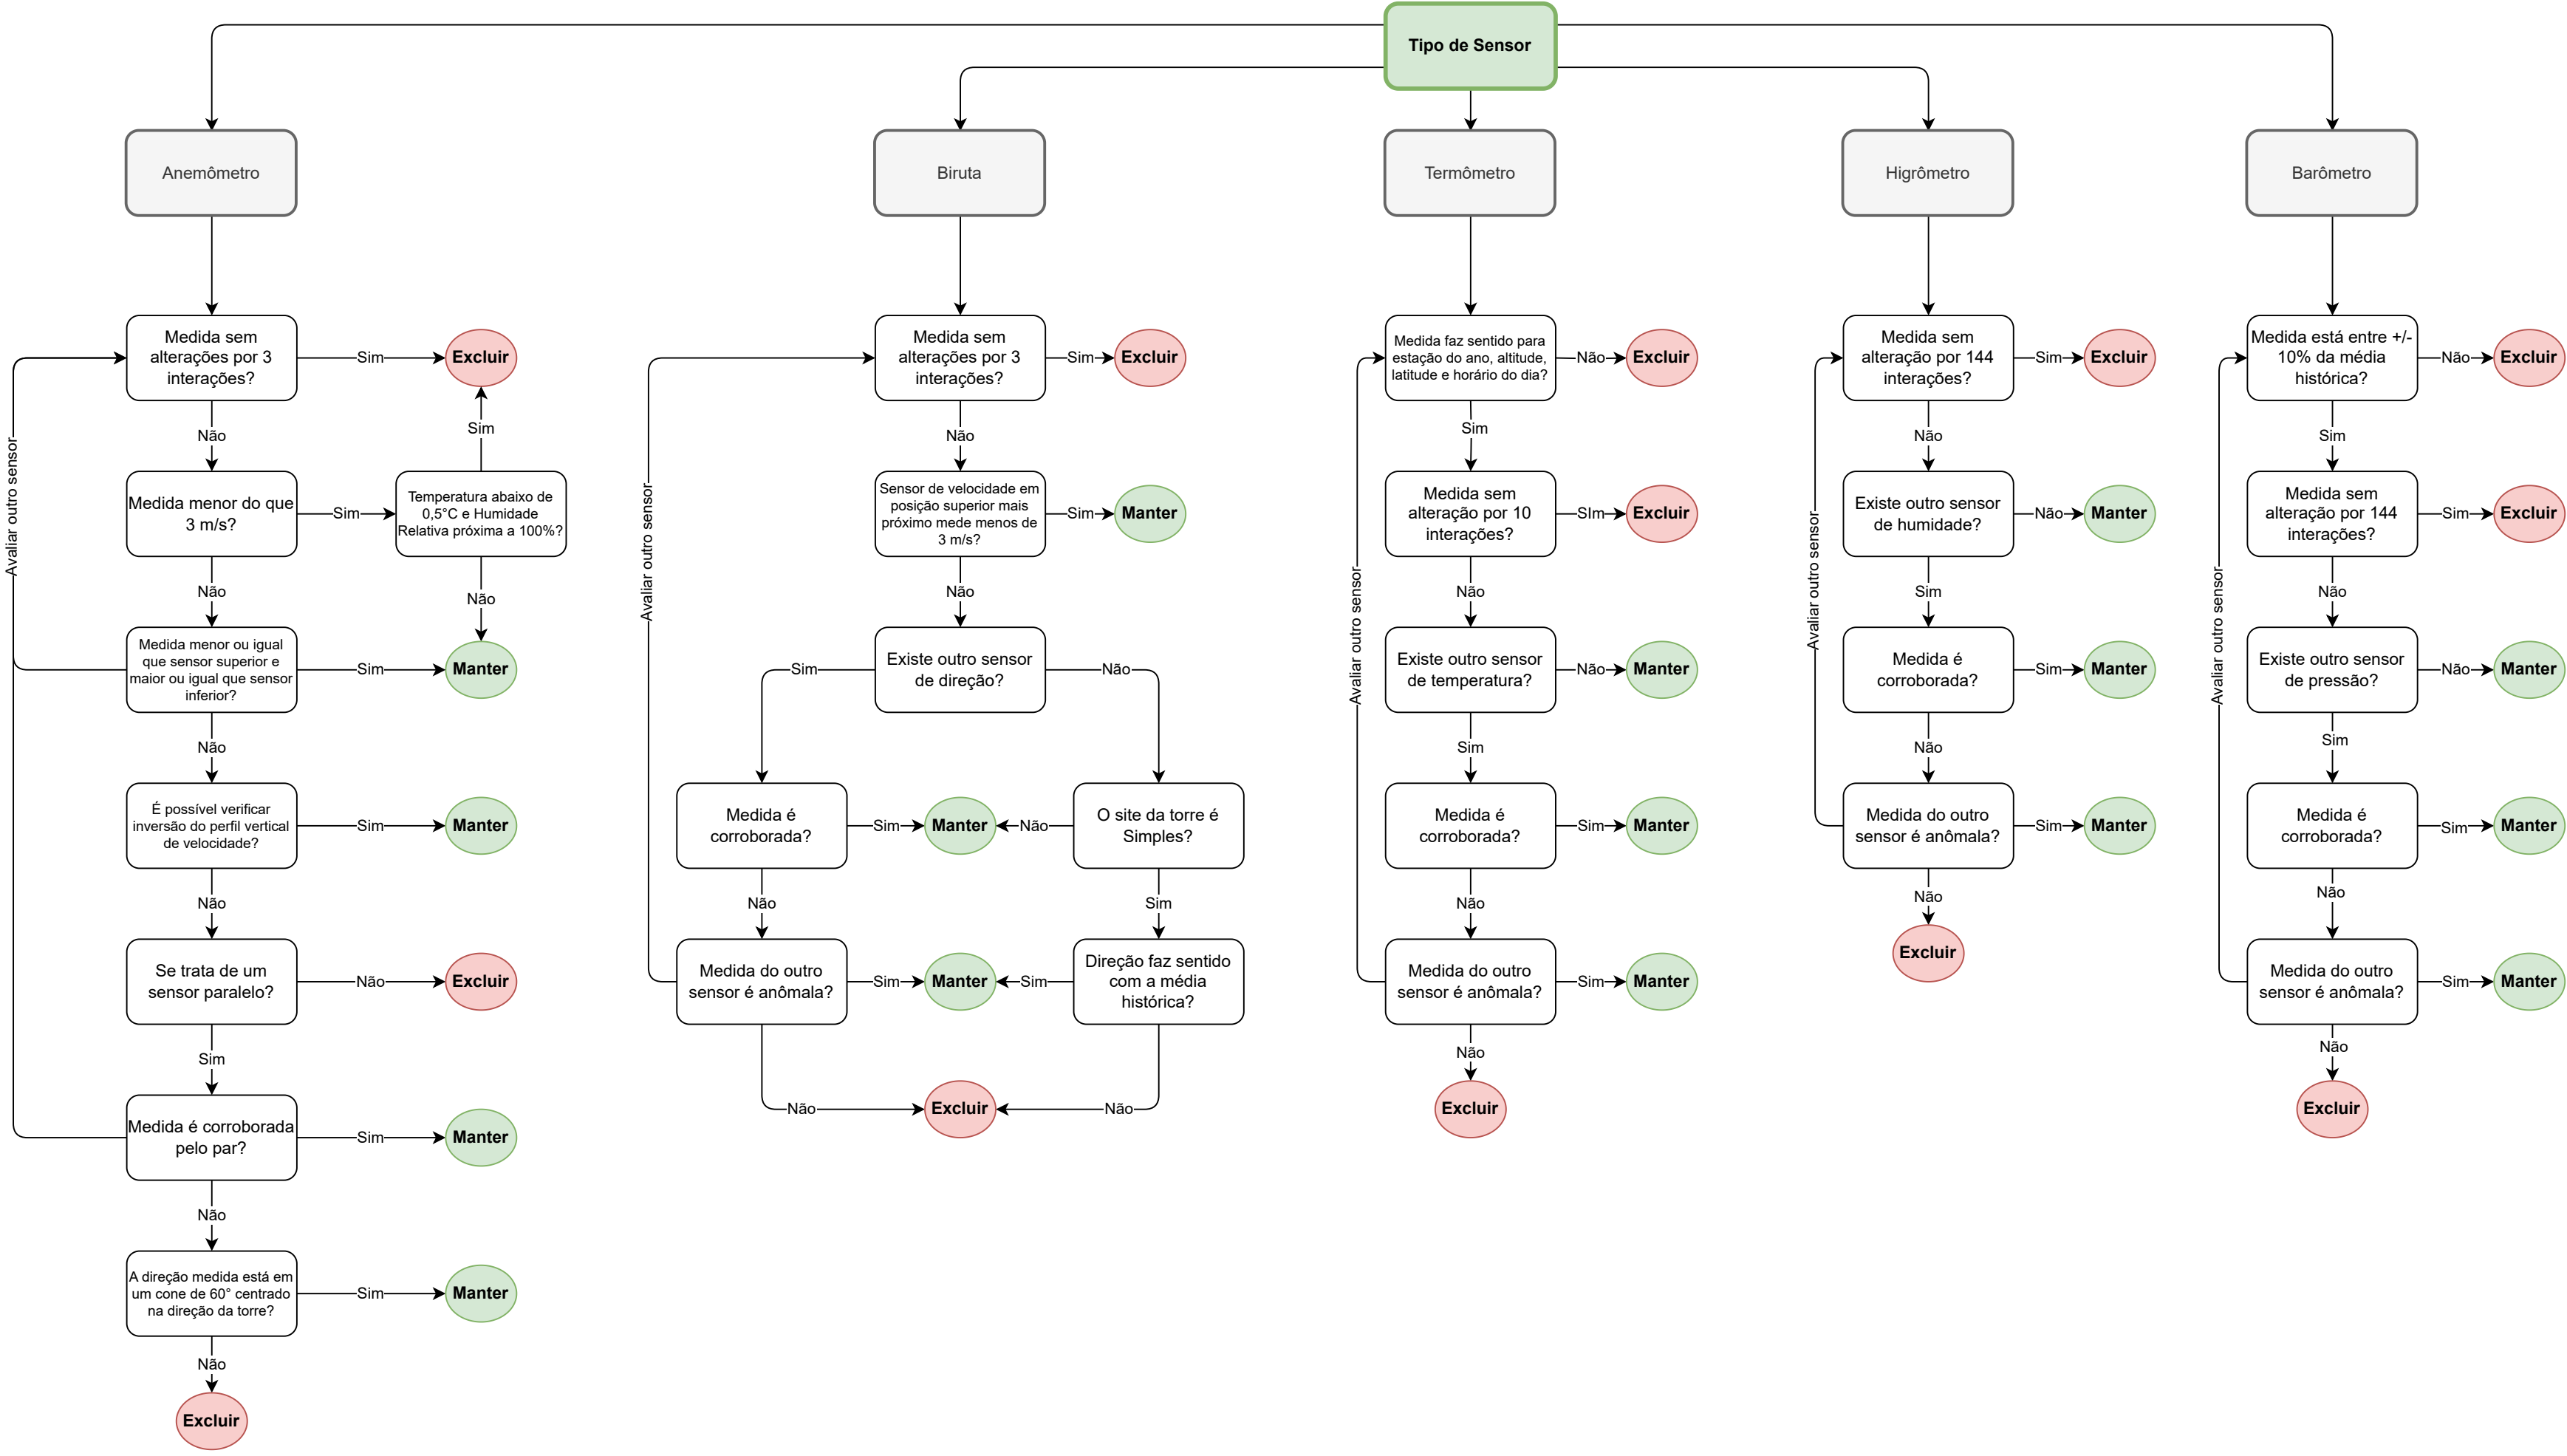 Tipo de Sensor
Anemômetro
Biruta
Termômetro
Higrômetro
Barômetro
Avaliar outro sensor
Medida sem
alterações por 3
interações?
Sim
Excluir
Não
Sim
Medida menor do que
3 m/s?
Sim
Temperatura abaixo de
0,5°C e Humidade
Relativa próxima a 100%?
Não
Não
Medida menor ou igual
que sensor superior e
maior ou igual que sensor
inferior?
Sim
Manter
Não
É possível verificar
inversão do perfil vertical
de velocidade?
Sim
Manter
Não
Se trata de um
sensor paralelo?
Não
Excluir
Sim
Medida é corroborada
pelo par?
Sim
Manter
Não
A direção medida está em
um cone de 60° centrado
na direção da torre?
Sim
Manter
Não
Excluir
Avaliar outro sensor
Medida sem
alterações por 3
interações?
Sim
Excluir
Não
Sensor de velocidade em
posição superior mais
próximo mede menos de
3 m/s?
Sim
Manter
Não
Existe outro sensor
de direção?
Sim
Não
Medida é
corroborada?
Sim
Manter
Não
O site da torre é
Simples?
Não
Sim
Medida do outro
sensor é anômala?
Sim
Manter
Sim
Direção faz sentido
com a média
histórica?
Não
Excluir
Não
Avaliar outro sensor
Medida faz sentido para
estação do ano, altitude,
latitude e horário do dia?
Não
Excluir
Sim
Medida sem
alteração por 10
interações?
SIm
Excluir
Não
Existe outro sensor
de temperatura?
Não
Manter
Sim
Medida é
corroborada?
Sim
Manter
Não
Medida do outro
sensor é anômala?
Sim
Manter
Não
Excluir
Avaliar outro sensor
Medida sem
alteração por 144
interações?
Sim
Excluir
Não
Existe outro sensor
de humidade?
Não
Manter
Sim
Medida é
corroborada?
Sim
Manter
Não
Medida do outro
sensor é anômala?
Sim
Manter
Não
Excluir
Avaliar outro sensor
Medida está entre +/-
10% da média
histórica?
Não
Excluir
Sim
Medida sem
alteração por 144
interações?
Sim
Excluir
Não
Existe outro sensor
de pressão?
Não
Manter
Sim
Medida é
corroborada?
Sim
Manter
Não
Medida do outro
sensor é anômala?
Sim
Manter
Não
Excluir